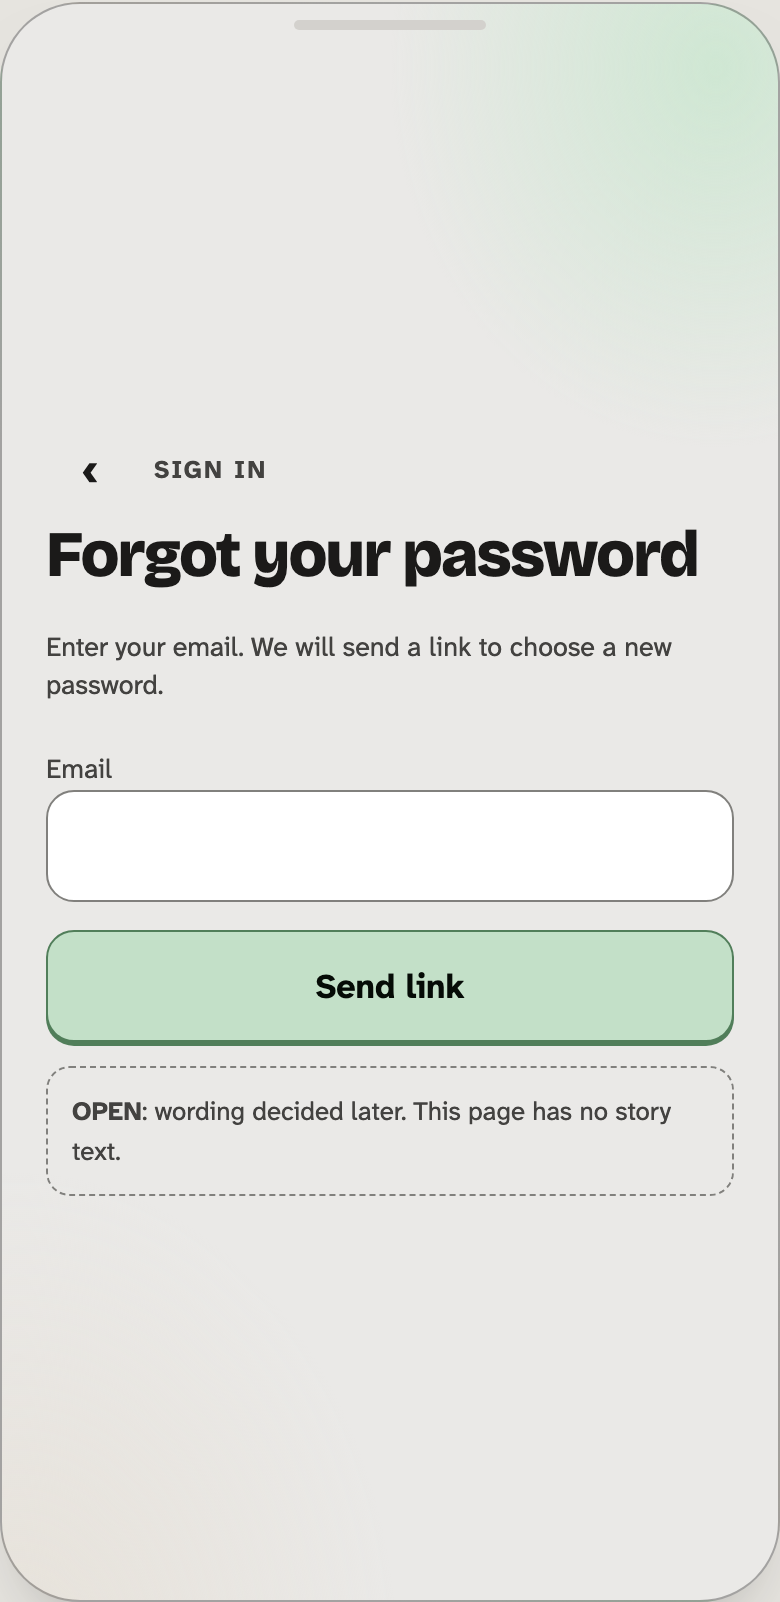 ‹ SIGN IN
Forgot your password
Enter your email. We will send a link to choose a new
password.
Email
Send link
OPEN: wording decided later. This page has no story
text.